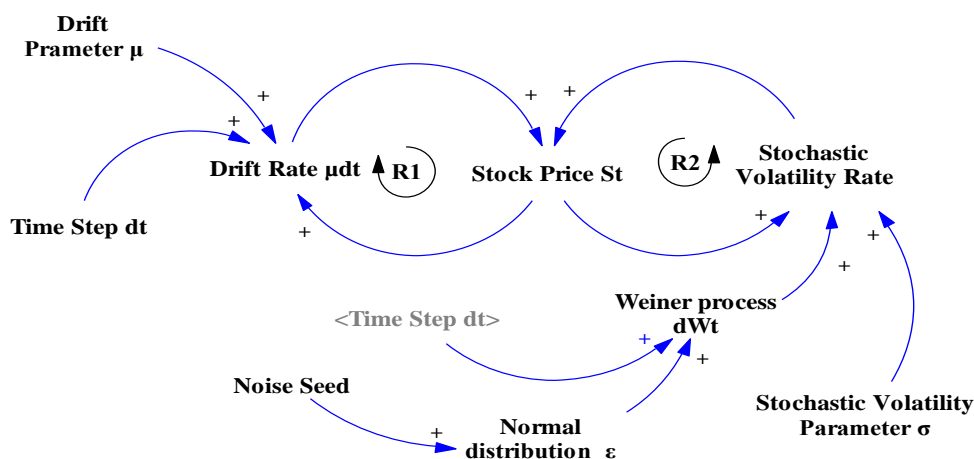 Drift
Prameter µ
+
+
+
+
Drift Rate µdt
R1
Stock Price St
R2
Stochastic
Volatility Rate
Time Step dt
+
+
+
+
Weiner process
dWt
<Time Step dt>
+
+
Noise Seed
+
Normal
distribution ε
Stochastic Volatility
Parameter σ